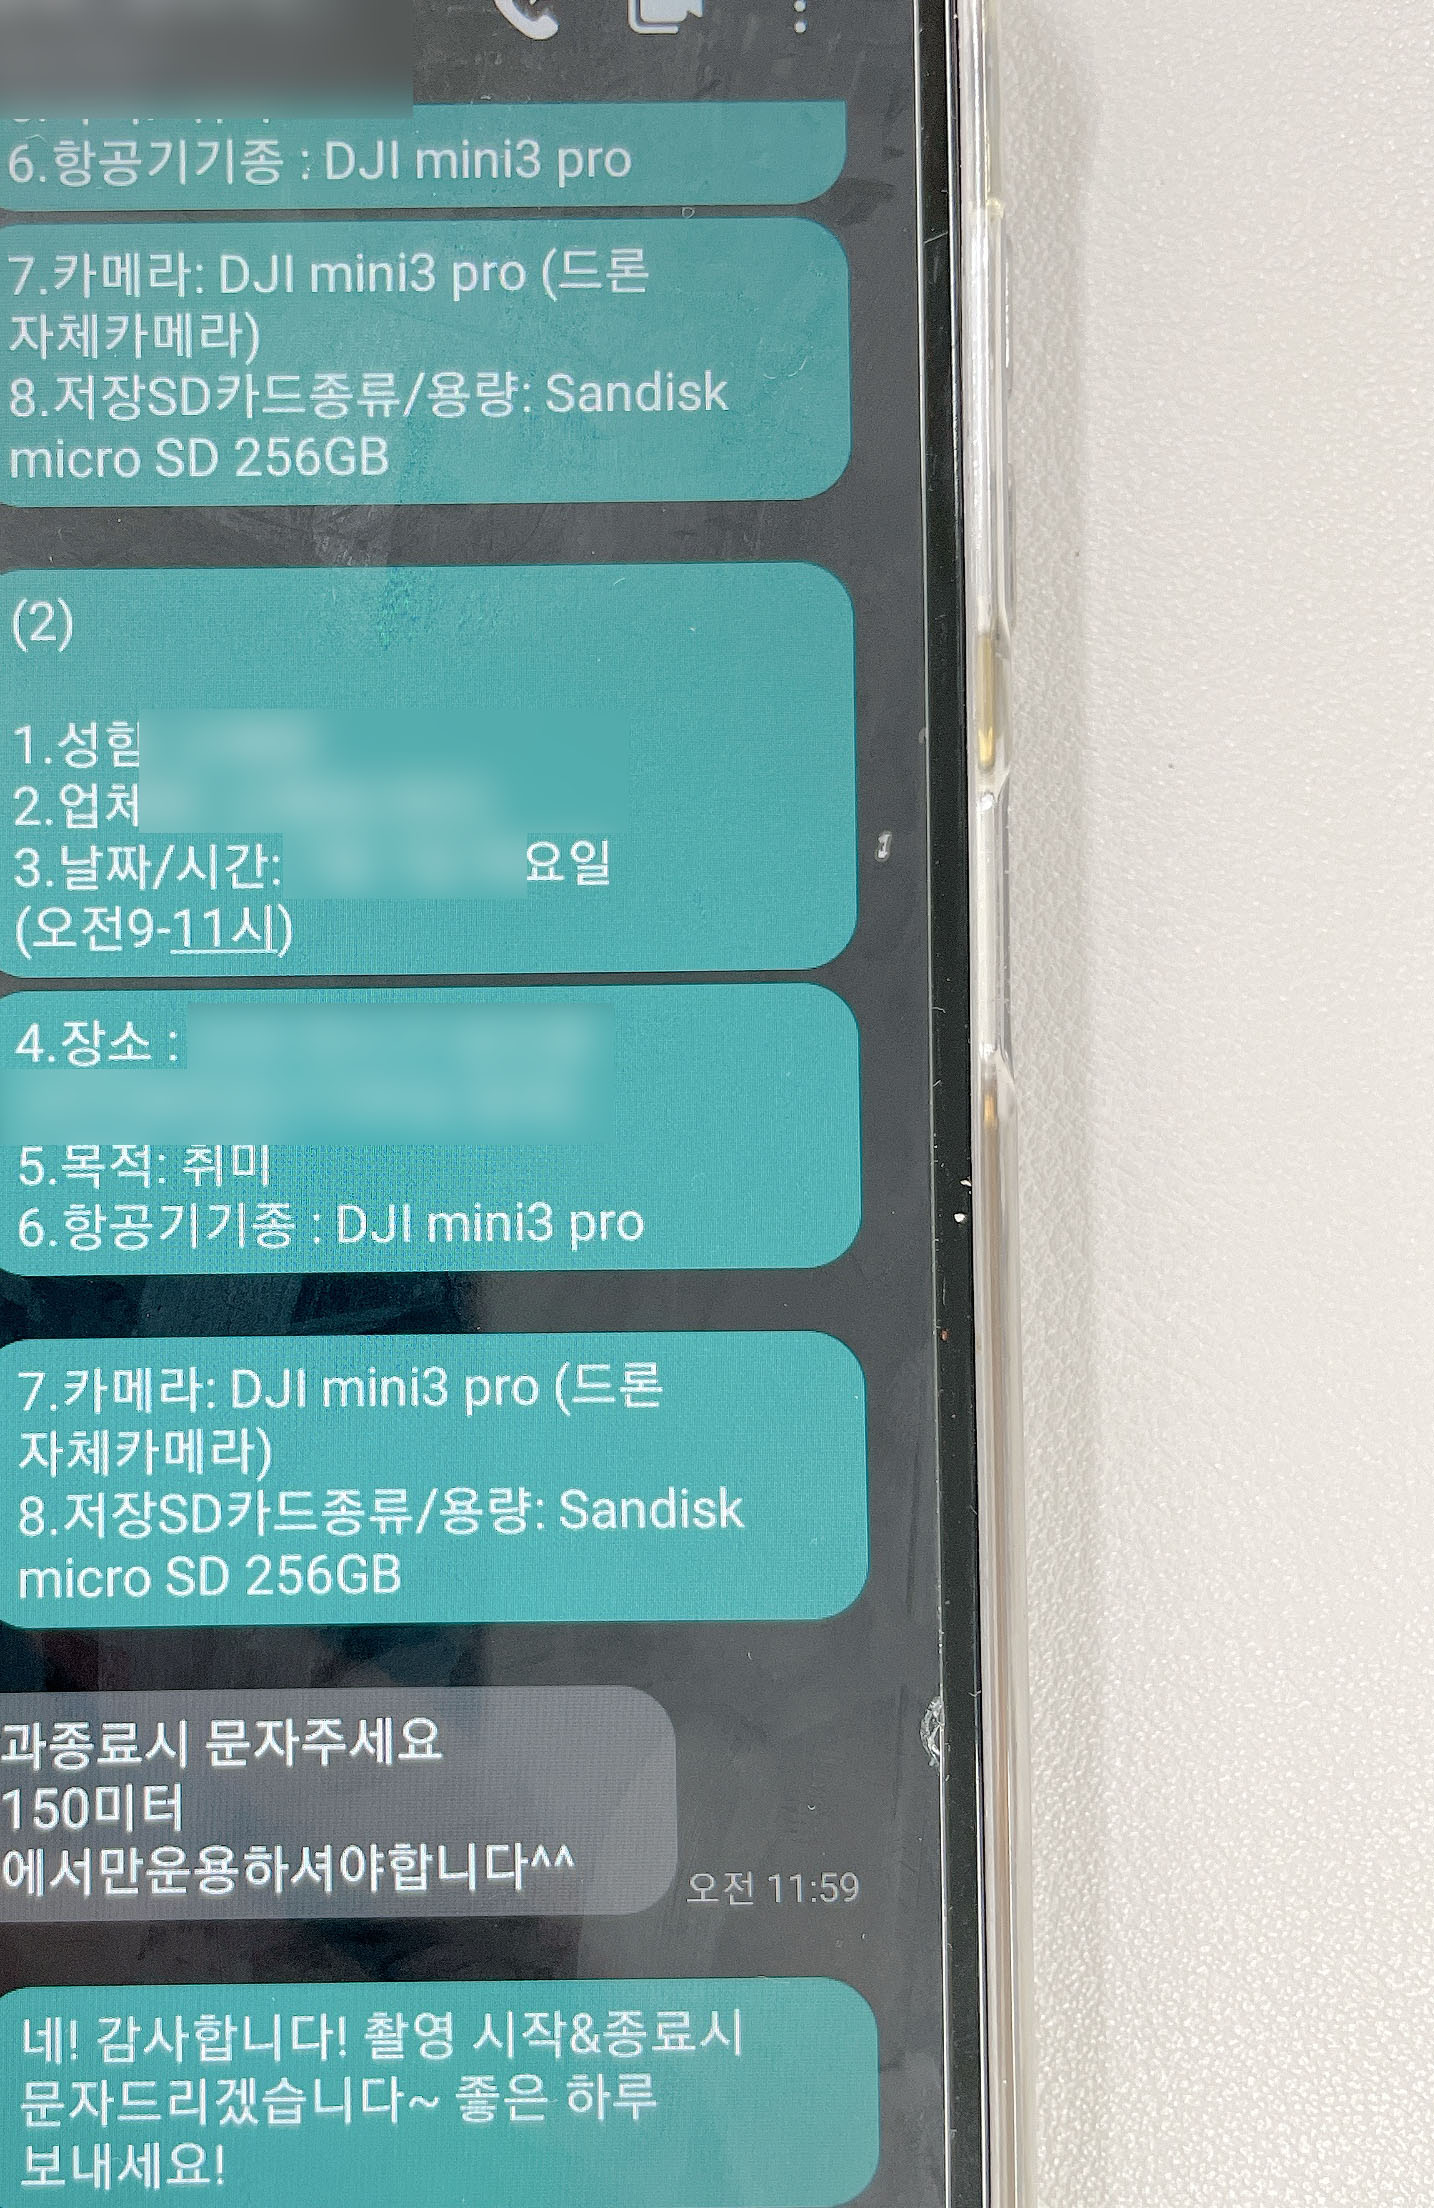 6.항공기기종 : DJI mini3 pro
7.카메라: DJI mini3 pro (드론
자체카메라)
8.저장SD카드종류/용량: Sandisk
micro SD 256GB
(2)
1.성함
2.업체
3.날짜/시간: 요일
(오전9-11시)
4.장소 :
5.목적: 취미
6.항공기기종 : DJI mini3 pro
7.카메라: DJI mini3 pro (드론
자체카메라)
8.저장SD카드종류/용량: Sandisk
micro SD 256GB
과종료시 문자주세요
150미터
에서만운용하셔야합니다^^
오전 11:59
네! 감사합니다! 촬영 시작&종료시
문자드리겠습니다~ 좋은 하루
보내세요!